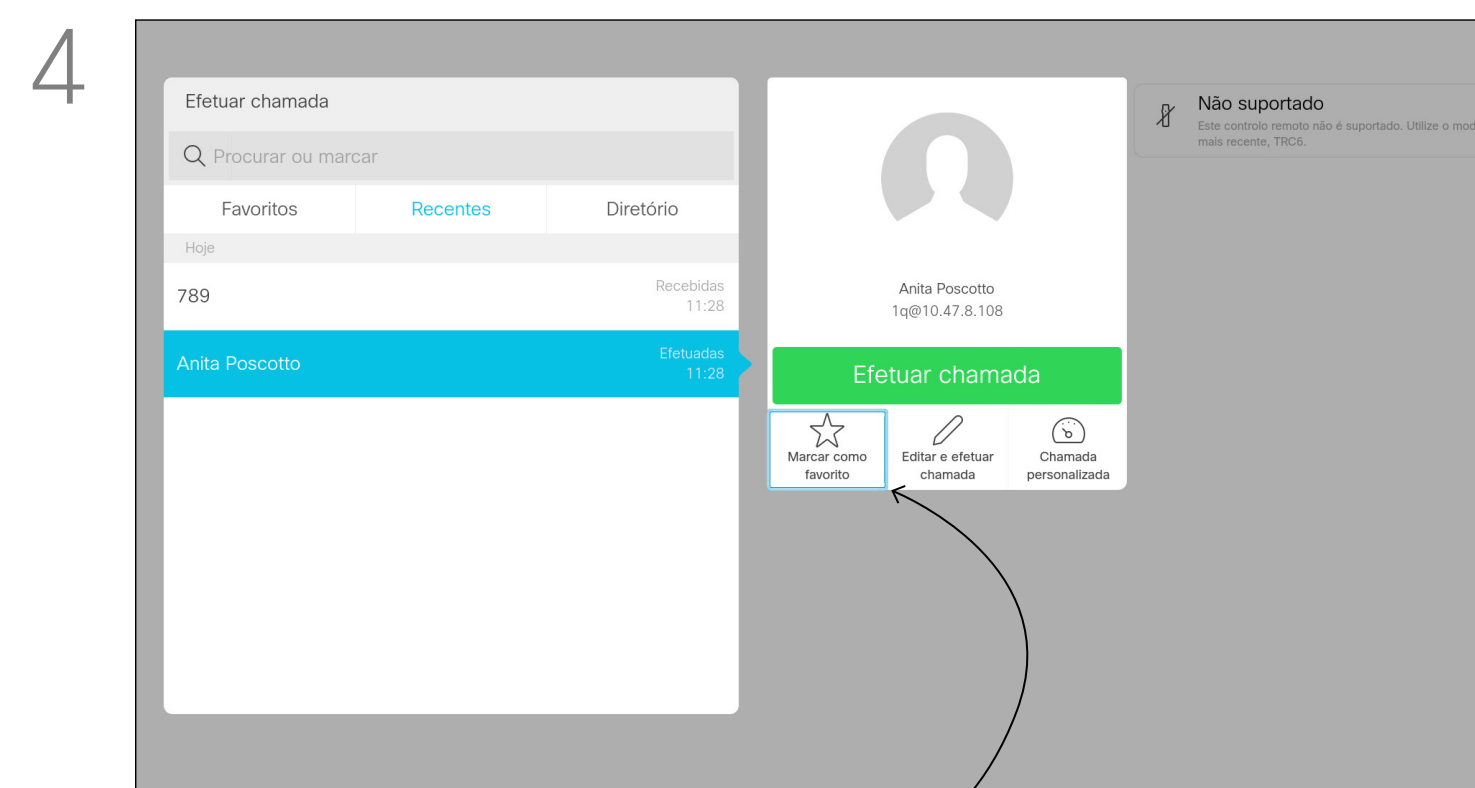 4
Efetuar chamada
Procurar ou marcar
Favoritos Recentes Diretório
Hoje
789
Recebidas
11:28
Anita Poscotto
Efetuadas
11:28
Anita Poscotto
1q@10.47.8.108
Efetuar chamada
Marcar como
favorito
Editar e efetuar
chamada
Chamada
personalizada
Não suportado
Este controlo remoto não é suportado. Utilize o mod
mais recente, TRC6.